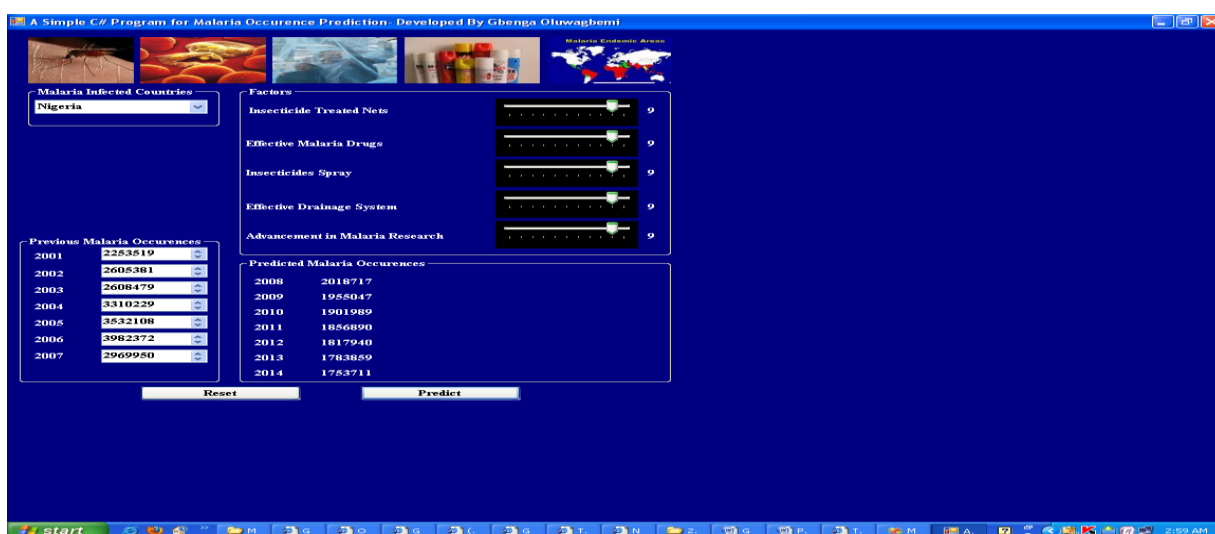 A Simple C# Program for Malaria Occurence Prediction- Developed By Gbenga Oluwagbemi
Malaria Endemic Areas
Malaria Infected Countries
Nigeria
Factors
Insecticide Treated Nets 9
Effective Malaria Drugs 9
Insecticides Spray 9
Effective Drainage System 9
Advancement in Malaria Research 9
Previous Malaria Occurences
2001 2253519
2002 2605381
2003 2608479
2004 3310229
2005 3532108
2006 3982372
2007 2969950
Predicted Malaria Occurences
2008 2018717
2009 1955047
2010 1901989
2011 1856890
2012 1817940
2013 1783859
2014 1753711
Reset Predict
start M G O G (. G T. N 2. G P. T. M A. 2:59 AM